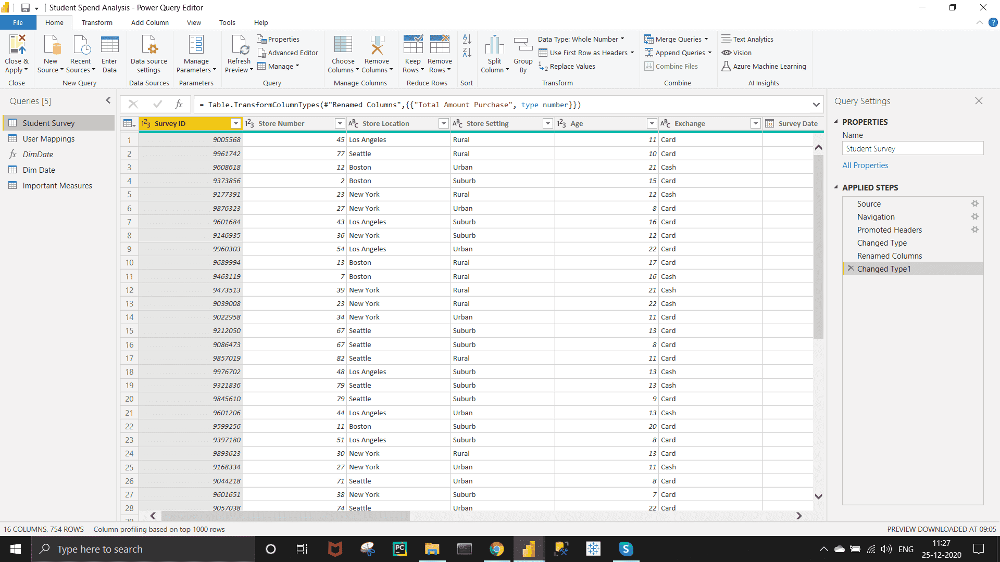 Student Spend Analysis - Power Query Editor
File Home Transform Add Column View Tools Help
Close & Apply
New Source
Recent Sources
Enter Data
Data source settings
Manage Parameters
Refresh Preview
Properties
Advanced Editor
Manage
Choose Columns
Remove Columns
Keep Rows
Remove Rows
Split Column
Group By
Data Type: Whole Number
Use First Row as Headers
Replace Values
Merge Queries
Append Queries
Combine Files
Text Analytics
Vision
Azure Machine Learning
Close New Query Data Sources Parameters Query Manage Columns Reduce Rows Sort Transform Combine AI Insights
Queries [5]
Student Survey
User Mappings
fx DimDate
Dim Date
Important Measures
fx = Table.TransformColumnTypes(#"Renamed Columns",{{"Total Amount Purchase", type number}})
Survey ID Store Number Store Location Store Setting Age Exchange Survey Date
1 9005568 45 Los Angeles Rural 11 Card
2 9961742 77 Seattle Rural 10 Card
3 9608618 12 Boston Urban 21 Cash
4 9373856 2 Boston Suburb 15 Card
5 9177391 23 New York Rural 12 Cash
6 9876323 27 New York Urban 8 Card
7 9601684 43 Los Angeles Suburb 16 Card
8 9146935 36 New York Suburb 12 Card
9 9960303 54 Los Angeles Urban 22 Card
10 9689994 13 Boston Rural 17 Card
11 9463119 7 Boston Rural 16 Cash
12 9473513 39 New York Rural 21 Cash
13 9039008 23 New York Rural 22 Cash
14 9022958 34 New York Urban 11 Card
15 9212050 67 Seattle Suburb 13 Card
16 9086473 67 Seattle Suburb 8 Card
17 9857019 82 Seattle Rural 11 Card
18 9976702 48 Los Angeles Suburb 13 Cash
19 9321836 79 Seattle Suburb 13 Cash
20 9845610 79 Seattle Suburb 9 Card
21 9601206 44 Los Angeles Urban 13 Cash
22 9599256 11 Boston Suburb 20 Card
23 9397180 51 Los Angeles Suburb 8 Card
24 9893623 30 New York Rural 13 Card
25 9168334 27 New York Urban 11 Cash
26 9044218 71 Seattle Urban 8 Card
27 9601651 38 New York Suburb 7 Card
28 9057038 74 Seattle Urban 22 Card
Query Settings
PROPERTIES
Name
Student Survey
All Properties
APPLIED STEPS
Source
Navigation
Promoted Headers
Changed Type
Renamed Columns
Changed Type1
16 COLUMNS, 754 ROWS Column profiling based on top 1000 rows PREVIEW DOWNLOADED AT 09:05
Type here to search
ENG
11:27
25-12-2020